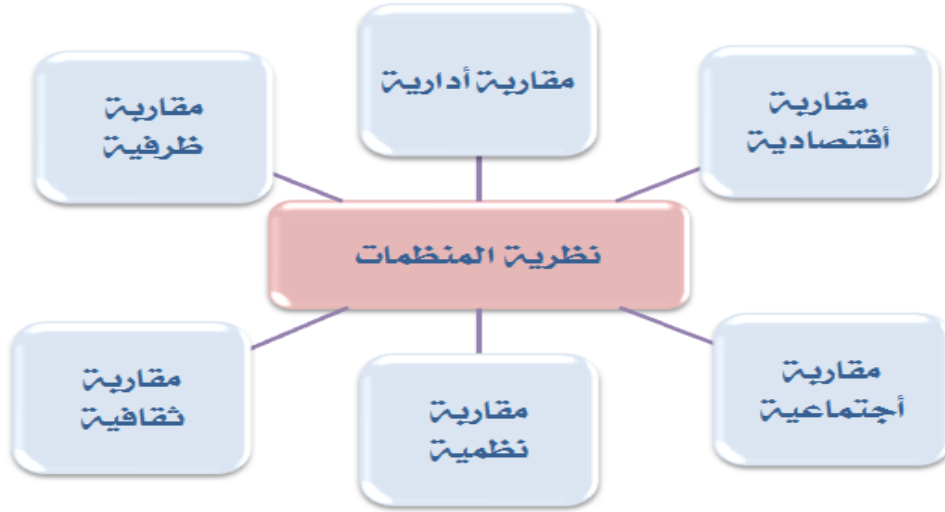 مقاربة أدارية
مقاربة
أقتصادية
مقاربة
ظرفية
نظرية المنظمات
مقاربة
أجتماعية
مقاربة
نظمية
مقاربة
ثقافية